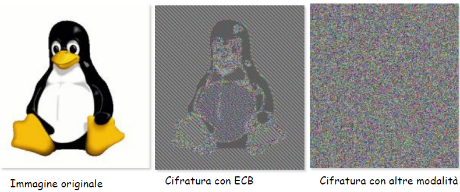 Immagine originale
Cifratura con ECB
Cifratura con altre modalità